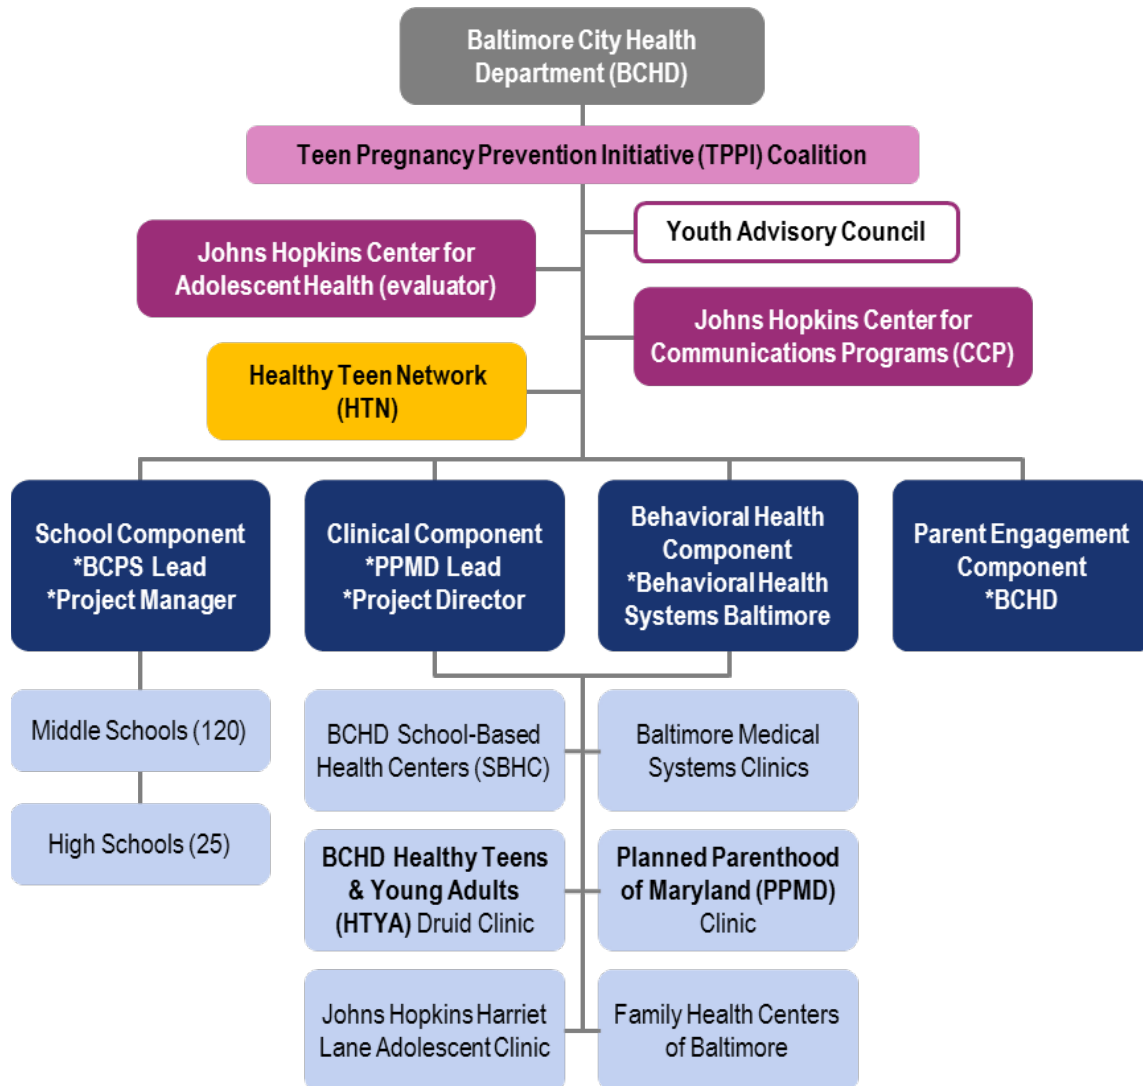 Baltimore City Health
Department (BCHD)
Teen Pregnancy Prevention Initiative (TPPI) Coalition
Youth Advisory Council
Johns Hopkins Center for
Adolescent Health (evaluator)
Johns Hopkins Center for
Communications Programs (CCP)
Healthy Teen Network
(HTN)
School Component
*BCPS Lead
*Project Manager
Clinical Component
*PPMD Lead
*Project Director
Behavioral Health
Component
*Behavioral Health
Systems Baltimore
Parent Engagement
Component
*BCHD
Middle Schools (120)
High Schools (25)
BCHD School-Based
Health Centers (SBHC)
Baltimore Medical
Systems Clinics
BCHD Healthy Teens
& Young Adults
(HTYA) Druid Clinic
Planned Parenthood
of Maryland (PPMD)
Clinic
Johns Hopkins Harriet
Lane Adolescent Clinic
Family Health Centers
of Baltimore